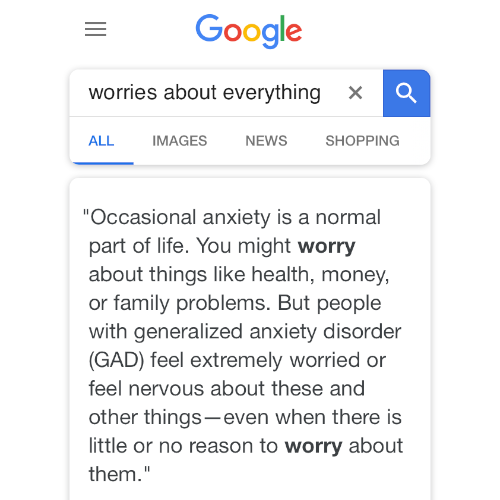 Google
worries about everything ×
ALL IMAGES NEWS SHOPPING
"Occasional anxiety is a normal
part of life. You might worry
about things like health, money,
or family problems. But people
with generalized anxiety disorder
(GAD) feel extremely worried or
feel nervous about these and
other things—even when there is
little or no reason to worry about
them."